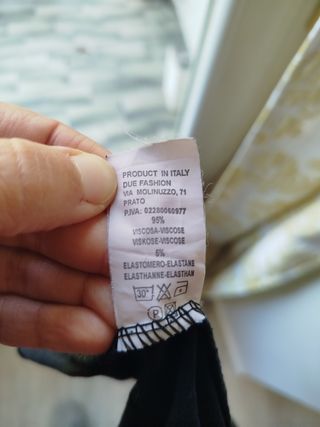 PRODUCT IN ITALY
DUE FASHION
VIA MOLINUZZO, 71
PRATO
P.IVA: 02280060977
95%
VISCOSA-VISCOSE
VISKOSE-VISCOSE
5%
ELASTOMERO-ELASTANE
ELASTHANNE-ELASTHAN
30°
P